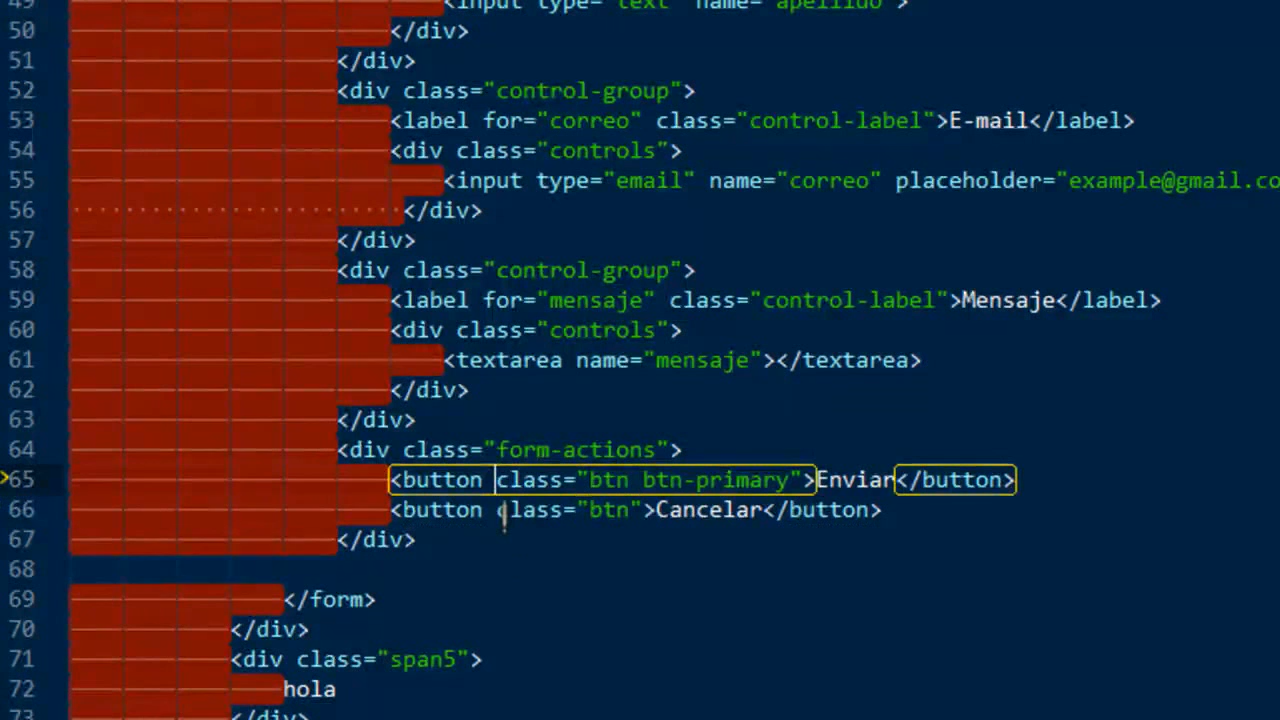 49 <input type="text" name="apellido">
50 </div>
51 </div>
52 <div class="control-group">
53 <label for="correo" class="control-label">E-mail</label>
54 <div class="controls">
55 <input type="email" name="correo" placeholder="example@gmail.co
56 </div>
57 </div>
58 <div class="control-group">
59 <label for="mensaje" class="control-label">Mensaje</label>
60 <div class="controls">
61 <textarea name="mensaje"></textarea>
62 </div>
63 </div>
64 <div class="form-actions">
65 <button class="btn btn-primary">Enviar</button>
66 <button class="btn">Cancelar</button>
67 </div>
68
69 </form>
70 </div>
71 <div class="span5">
72 hola
73 </div>